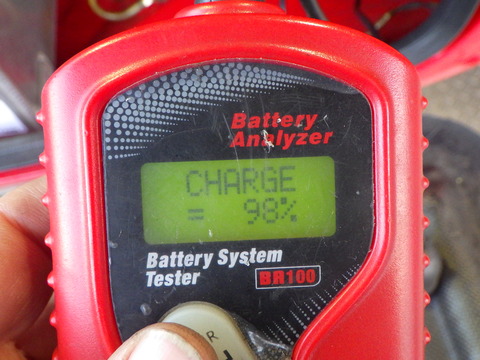 Battery
Analyzer
CHARGE
= 98%
Battery System
Tester BR100
R